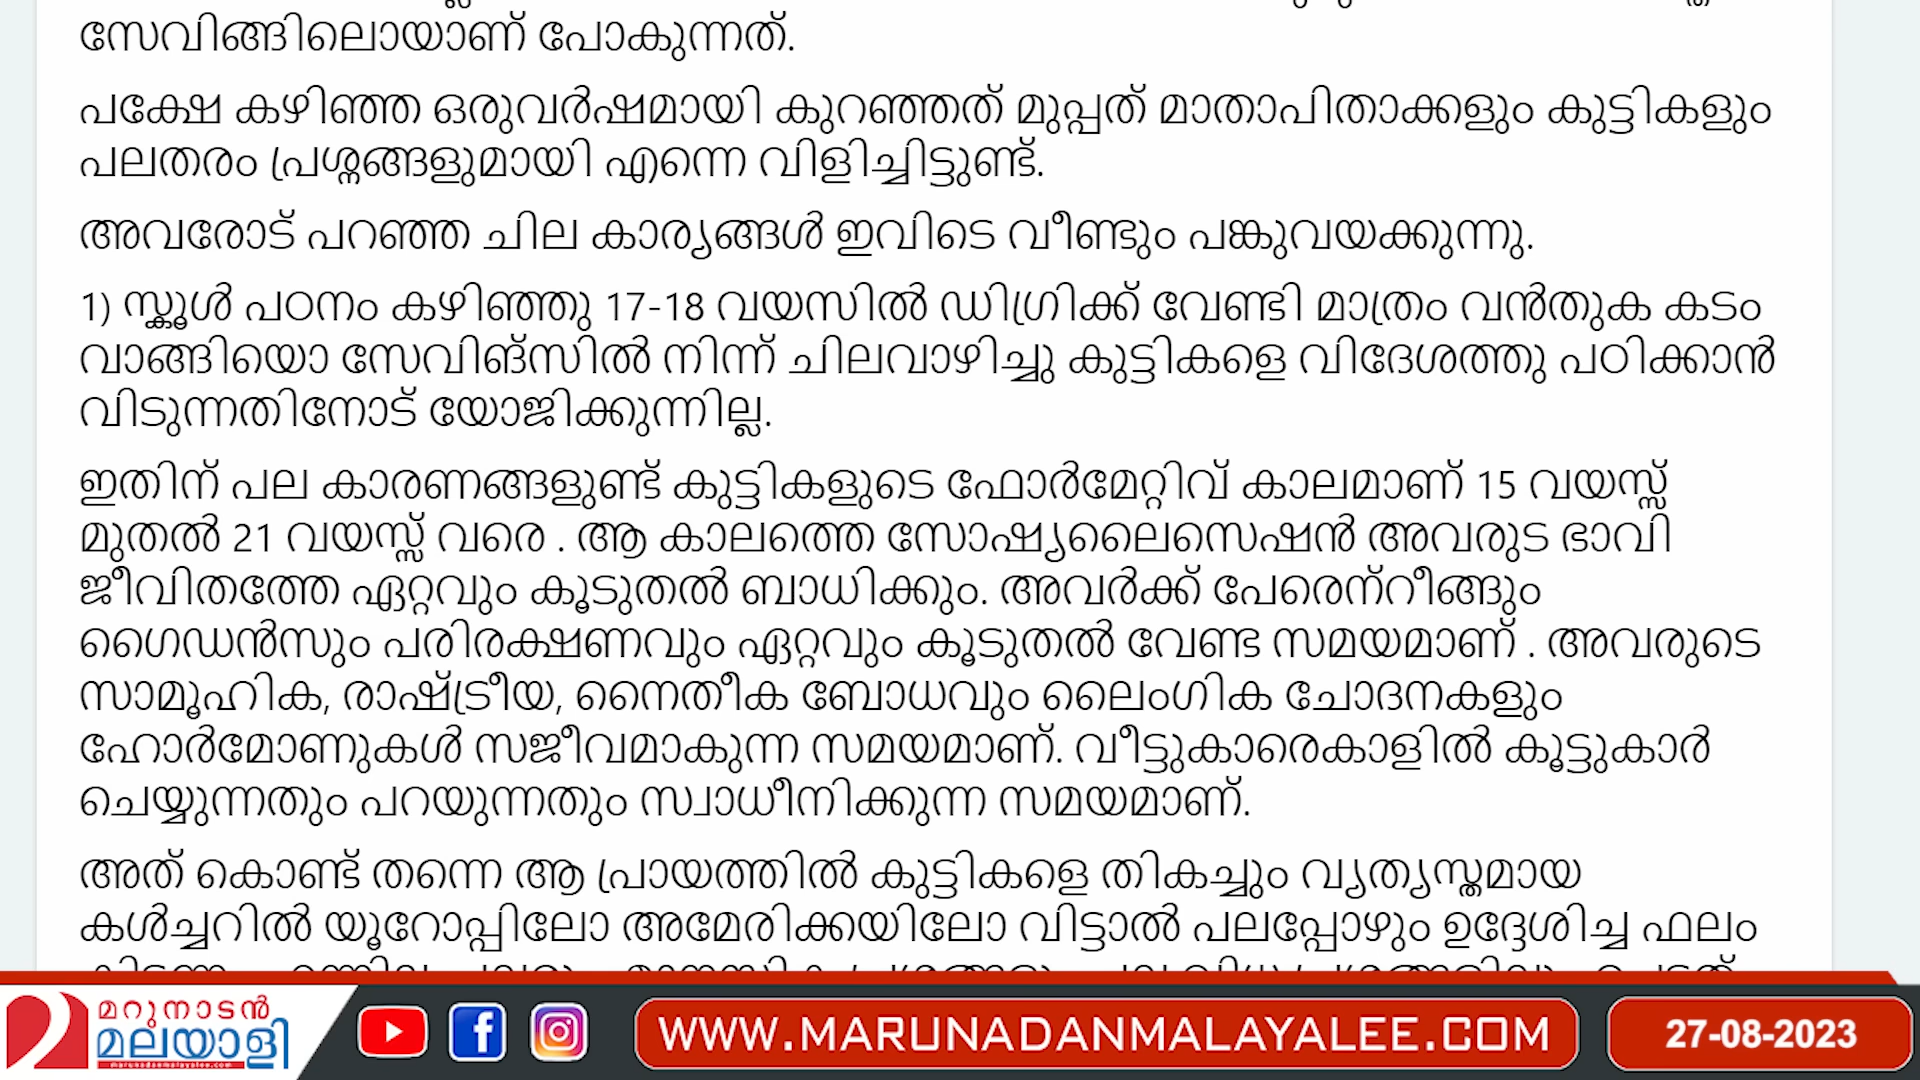 സേവിങ്ങിലൊയാണ് പോകുന്നത്.
പക്ഷേ കഴിഞ്ഞ ഒരുവർഷമായി കുറഞ്ഞത് മുപ്പത് മാതാപിതാക്കളും കുട്ടികളും
പലതരം പ്രശ്നങ്ങളുമായി എന്നെ വിളിച്ചിട്ടുണ്ട്.
അവരോട് പറഞ്ഞ ചില കാര്യങ്ങൾ ഇവിടെ വീണ്ടും പങ്കുവയക്കുന്നു.
1) സ്കൂൾ പഠനം കഴിഞ്ഞു 17-18 വയസിൽ ഡിഗ്രിക്ക് വേണ്ടി മാത്രം വൻതുക കടം
വാങ്ങിയൊ സേവിങ്സിൽ നിന്ന് ചിലവാഴിച്ചു കുട്ടികളെ വിദേശത്തു പഠിക്കാൻ
വിടുന്നതിനോട് യോജിക്കുന്നില്ല.
ഇതിന് പല കാരണങ്ങളുണ്ട് കുട്ടികളുടെ ഫോർമേറ്റിവ് കാലമാണ് 15 വയസ്സ്
മുതൽ 21 വയസ്സ് വരെ . ആ കാലത്തെ സോഷ്യലൈസെഷൻ അവരുട ഭാവി
ജീവിതത്തേ ഏറ്റവും കൂടുതൽ ബാധിക്കും. അവർക്ക് പേരെന്റീങ്ങും
ഗൈഡൻസും പരിരക്ഷണവും ഏറ്റവും കൂടുതൽ വേണ്ട സമയമാണ് . അവരുടെ
സാമൂഹിക, രാഷ്ട്രീയ, നൈതീക ബോധവും ലൈംഗിക ചോദനകളും
ഹോർമോണുകൾ സജീവമാകുന്ന സമയമാണ്. വീട്ടുകാരെകാളിൽ കൂട്ടുകാർ
ചെയ്യുന്നതും പറയുന്നതും സ്വാധീനിക്കുന്ന സമയമാണ്.
അത് കൊണ്ട് തന്നെ ആ പ്രായത്തിൽ കുട്ടികളെ തികച്ചും വ്യത്യസ്തമായ
കൾച്ചറിൽ യൂറോപ്പിലോ അമേരിക്കയിലോ വിട്ടാൽ പലപ്പോഴും ഉദ്ദേശിച്ച ഫലം
മറുനാടൻ
മലയാളി
marunadanmalayalee.com
WWW.MARUNADANMALAYALEE.COM
27-08-2023